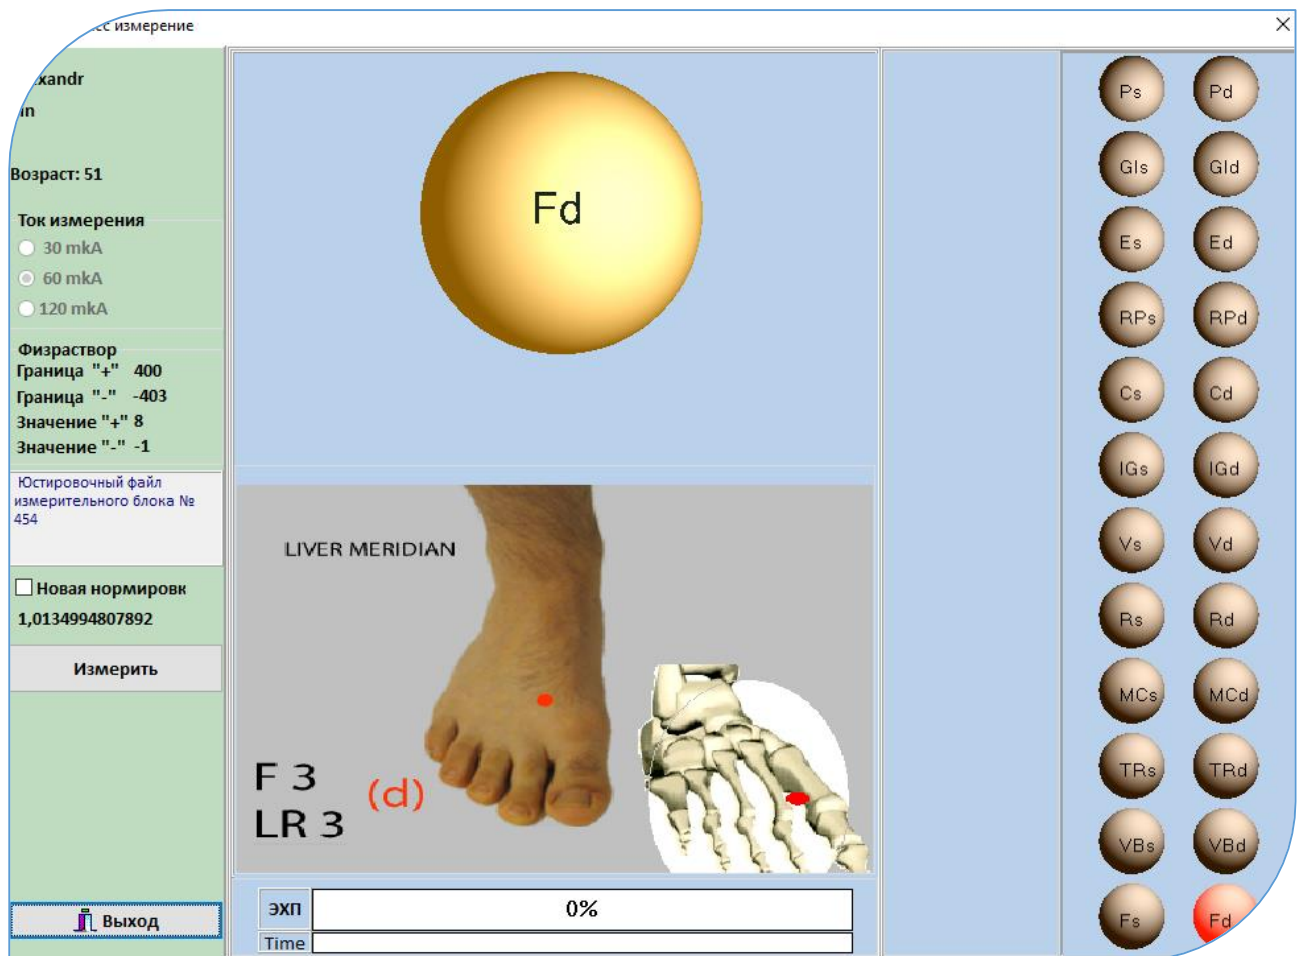 измерение
Возраст: 51
Ток измерения
30 mkA
60 mkA
120 mkA
Физраствор
Граница "+" 400
Граница "-" -403
Значение "+" 8
Значение "-" -1
Юстировочный файл
измерительного блока №
454
Новая нормировк
1,0134994807892
Измерить
Выход
Fd
LIVER MERIDIAN
F 3
(d)
LR 3
ЭХП 0%
Time
Ps Pd
GIs GId
Es Ed
RPs RPd
Cs Cd
IGs IGd
Vs Vd
Rs Rd
MCs MCd
TRs TRd
VBs VBd
Fs Fd